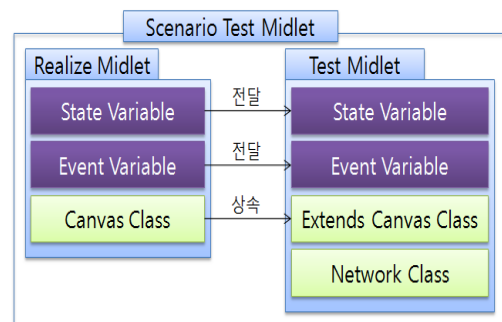 Scenario Test Midlet
Realize Midlet
Test Midlet
State Variable
전달
State Variable
Event Variable
전달
Event Variable
Canvas Class
상속
Extends Canvas Class
Network Class